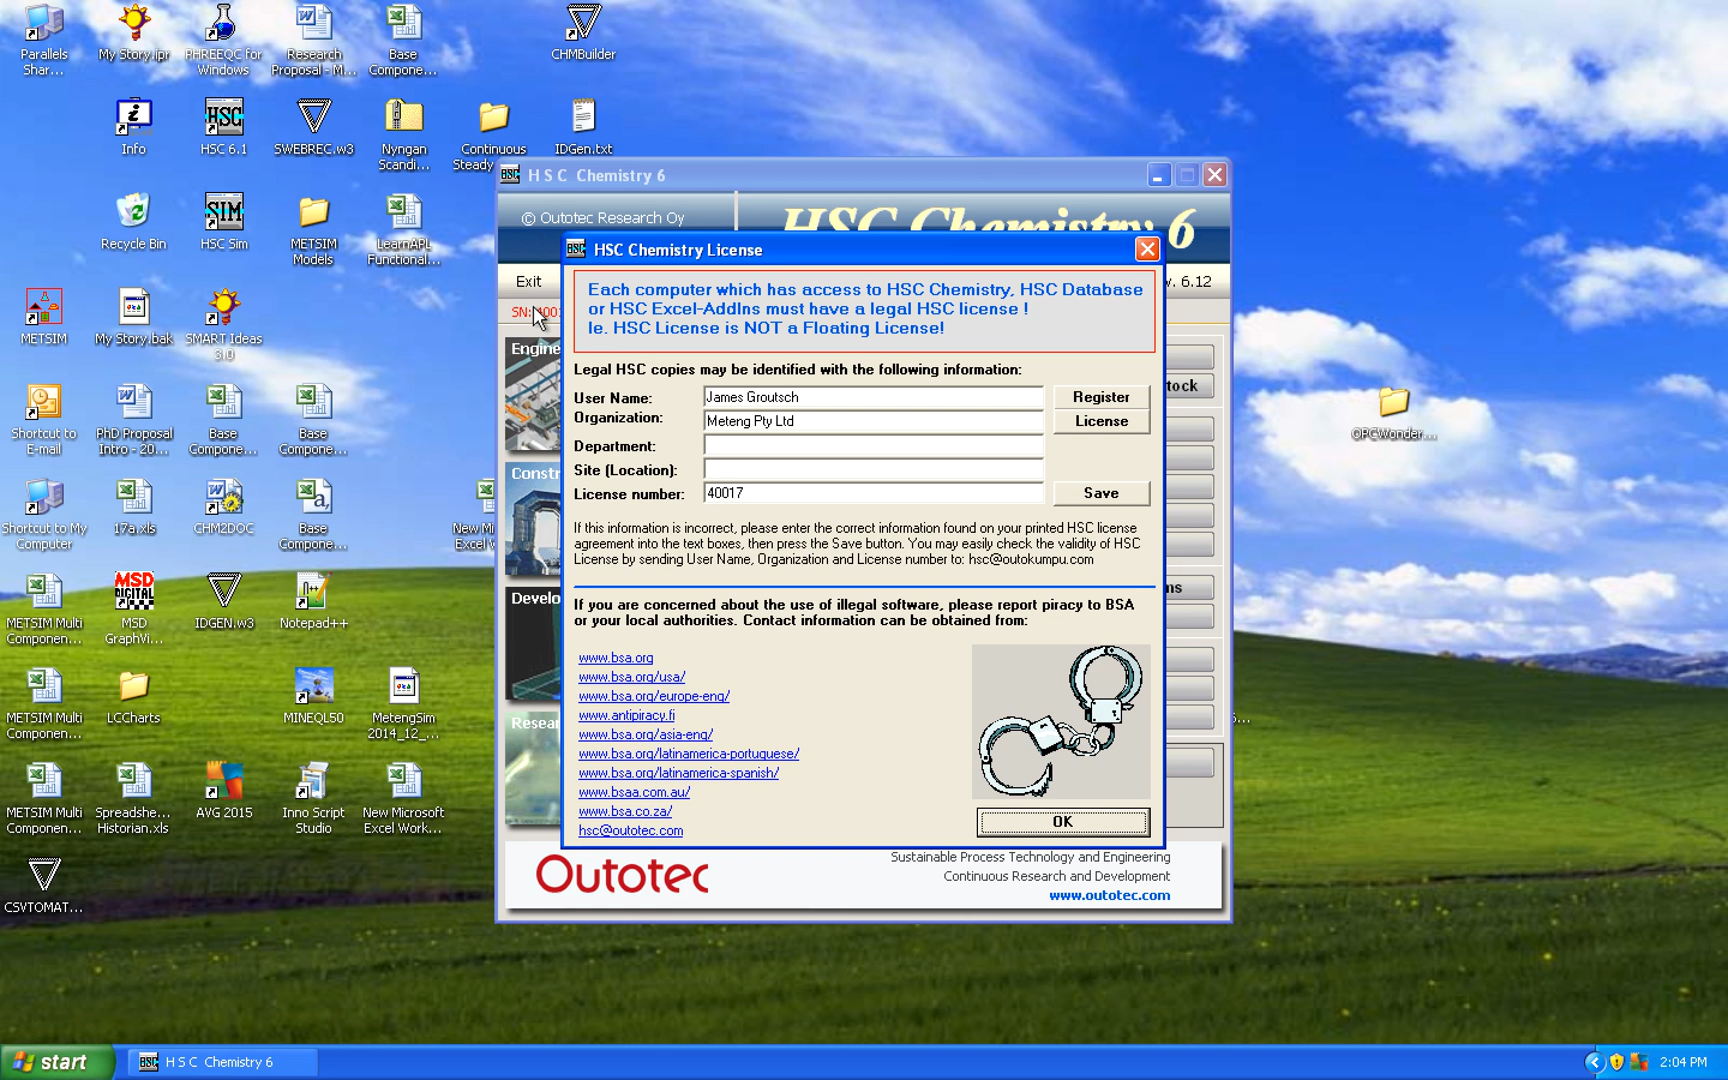 Parallels Shar...
My Story.ipr
PHREEQC for Windows
Research Proposal - M...
Base Compone...
CHMBuilder
Info
HSC 6.1
SWEBREC.w3
Nyngan Scandi...
Continuous Steady
IDGen.txt
Recycle Bin
HSC Sim
METSIM Models
LearnAPL Functional...
METSIM
My Story.bak
SMART Ideas 3.0
Shortcut to E-mail
PhD Proposal Intro - 20...
Base Compone...
Base Compone...
Shortcut to My Computer
17a.xls
CHM2DOC
Base Compone...
New Mi
Excel W
METSIM Multi Componen...
MSD GraphVi...
IDGEN.w3
Notepad++
METSIM Multi Componen...
LCCharts
MINEQL50
MetengSim 2014_12_...
METSIM Multi Componen...
Spreadshe... Historian.xls
AVG 2015
Inno Script Studio
New Microsoft Excel Work...
CSVTOMAT...
OPCWonder...
H S C Chemistry 6
© Outotec Research Oy
HSC Chemistry 6
Exit
v. 6.12
HSC Chemistry License
Each computer which has access to HSC Chemistry, HSC Database
or HSC Excel-AddIns must have a legal HSC license !
Ie. HSC License is NOT a Floating License!
Legal HSC copies may be identified with the following information:
User Name: James Groutsch Register
Organization: Meteng Pty Ltd License
Department:
Site (Location):
License number: 40017 Save
If this information is incorrect, please enter the correct information found on your printed HSC license
agreement into the text boxes, then press the Save button. You may easily check the validity of HSC
License by sending User Name, Organization and License number to: hsc@outokumpu.com
If you are concerned about the use of illegal software, please report piracy to BSA
or your local authorities. Contact information can be obtained from:
www.bsa.org
www.bsa.org/usa/
www.bsa.org/europe-eng/
www.antipiracy.fi
www.bsa.org/asia-eng/
www.bsa.org/latinamerica-portuguese/
www.bsa.org/latinamerica-spanish/
www.bsaa.com.au/
www.bsa.co.za/
hsc@outotec.com
OK
Outotec
Sustainable Process Technology and Engineering
Continuous Research and Development
www.outotec.com
start
H S C Chemistry 6
2:04 PM